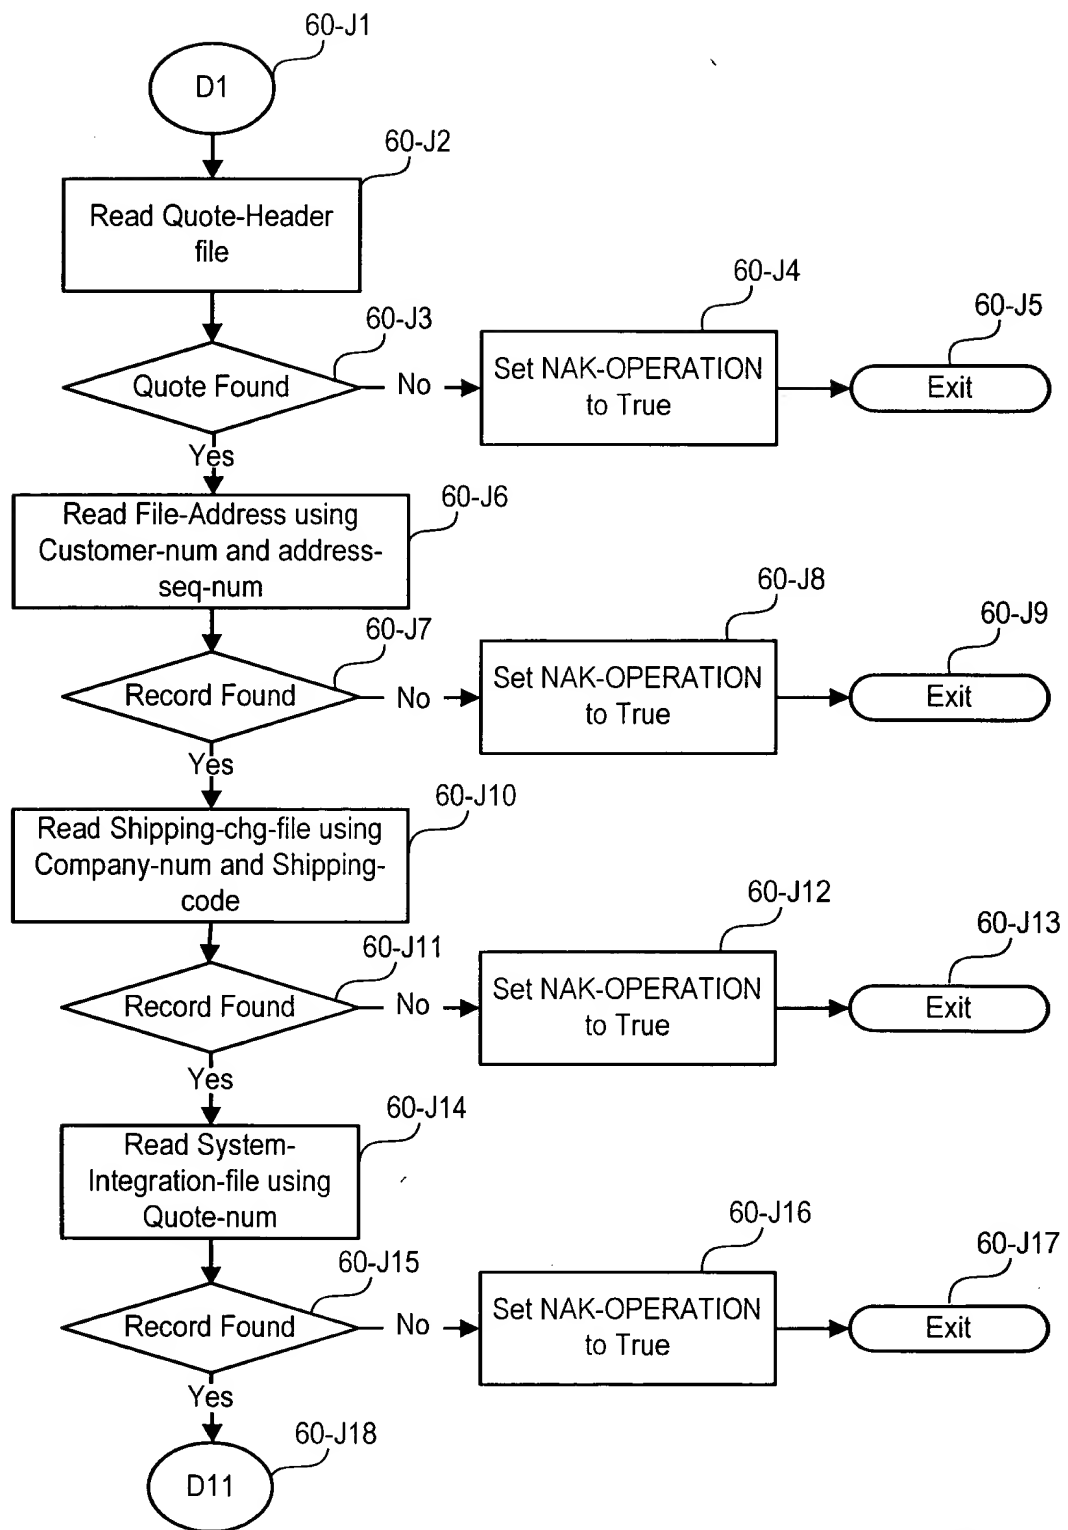 60-J1
D1
60-J2
Read Quote-Header
file
60-J3
Quote Found
No
60-J4
Set NAK-OPERATION
to True
60-J5
Exit
Yes
60-J6
Read File-Address using
Customer-num and address-
seq-num
60-J7
Record Found
No
60-J8
Set NAK-OPERATION
to True
60-J9
Exit
Yes
60-J10
Read Shipping-chg-file using
Company-num and Shipping-
code
60-J11
Record Found
No
60-J12
Set NAK-OPERATION
to True
60-J13
Exit
Yes
60-J14
Read System-
Integration-file using
Quote-num
60-J15
Record Found
No
60-J16
Set NAK-OPERATION
to True
60-J17
Exit
Yes
60-J18
D11